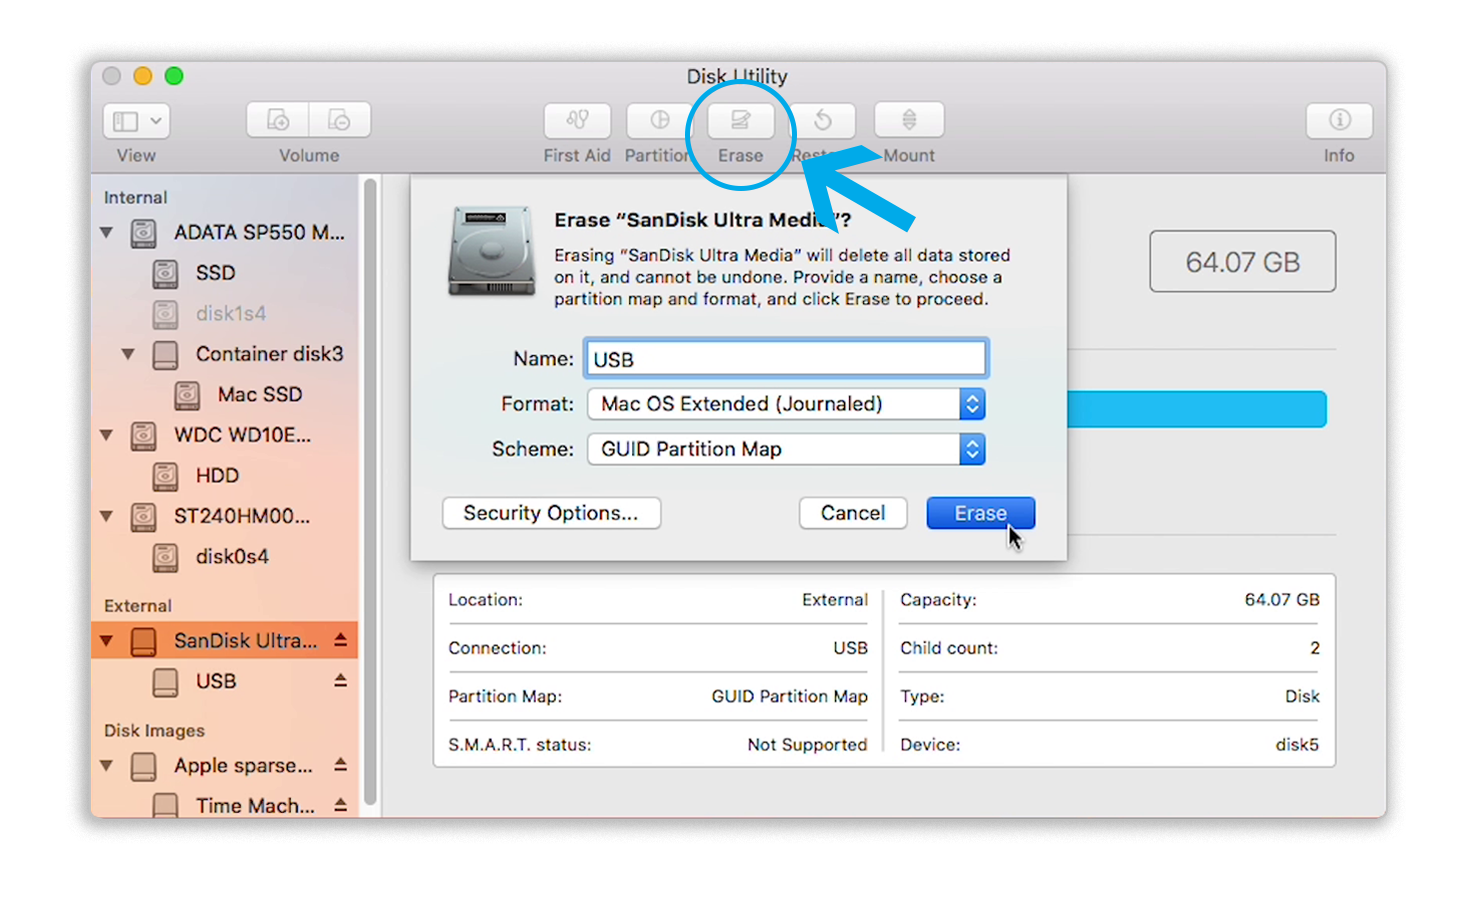 Disk Utility
View
Volume
First Aid
Partition
Erase
Mount
Info
Internal
ADATA SP550 M...
SSD
disk1s4
Container disk3
Mac SSD
WDC WD10E...
HDD
ST240HM00...
disk0s4
External
SanDisk Ultra...
USB
Disk Images
Apple sparse...
Time Mach...
Erase “SanDisk Ultra Media”?
Erasing “SanDisk Ultra Media” will delete all data stored
on it, and cannot be undone. Provide a name, choose a
partition map and format, and click Erase to proceed.
Name: USB
Format: Mac OS Extended (Journaled)
Scheme: GUID Partition Map
Security Options...
Cancel
Erase
64.07 GB
Location: External
Capacity: 64.07 GB
Connection: USB
Child count: 2
Partition Map: GUID Partition Map
Type: Disk
S.M.A.R.T. status: Not Supported
Device: disk5